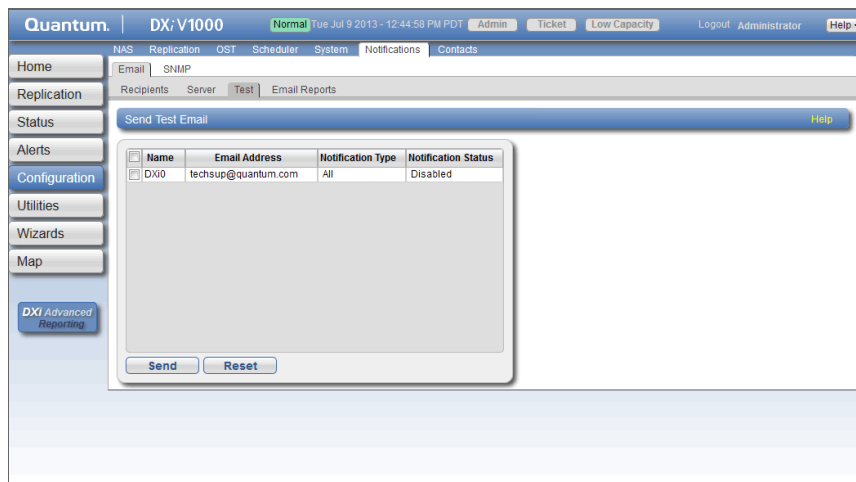 Quantum. DXi V1000 Normal Tue Jul 9 2013 - 12:44:58 PM PDT Admin Ticket Low Capacity Logout Administrator Help
NAS Replication OST Scheduler System Notifications Contacts
Home
Email SNMP
Replication
Recipients Server Test Email Reports
Status
Send Test Email Help
Alerts
Name Email Address Notification Type Notification Status
Configuration
DXi0 techsup@quantum.com All Disabled
Utilities
Wizards
Map
DXi Advanced
Reporting
Send Reset